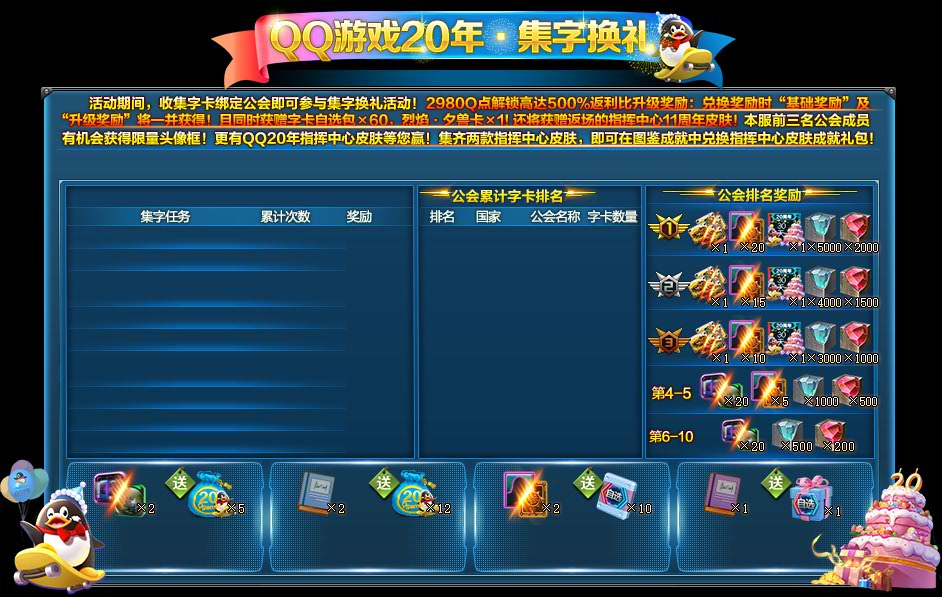 QQ游戏20年·集字换礼
活动期间，收集字卡绑定公会即可参与集字换礼活动！2980Q点解锁高达500%返利比升级奖励：兑换奖励时“基础奖励”及
“升级奖励”将一并获得！且同时获赠字卡自选包×60、烈焰·夕兽卡×1！还将获赠返场的指挥中心11周年皮肤！本服前三名公会成员
有机会获得限量头像框！更有QQ20年指挥中心皮肤等您赢！集齐两款指挥中心皮肤，即可在图鉴成就中兑换指挥中心皮肤成就礼包！
集字任务 累计次数 奖励
公会累计字卡排名
排名 国家 公会名称 字卡数量
公会排名奖励
1 ×1 ×20 ×1 ×5000 ×2000
2 ×1 ×15 ×1 ×4000 ×1500
3 ×1 ×10 ×1 ×3000 ×1000
第4-5 ×20 ×5 ×1000 ×500
第6-10 ×20 ×500 ×200
×2 送 20 ×5
×2 送 20 ×12
×2 送 自选 ×10
×1 送 自选 ×1
20